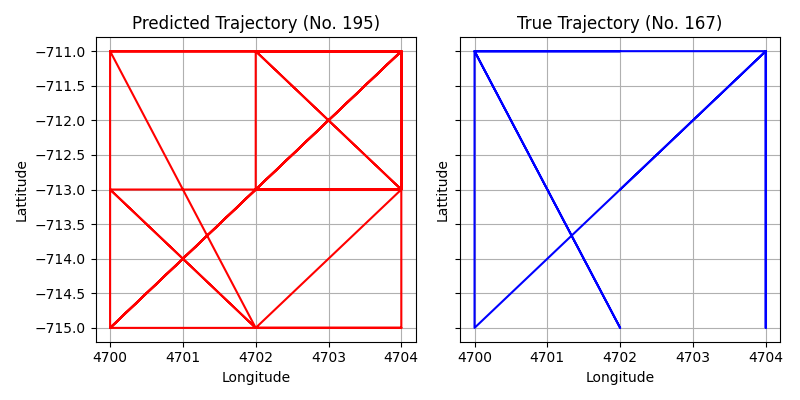 Predicted Trajectory (No. 195)
True Trajectory (No. 167)
−711.0
−711.5
−712.0
−712.5
−713.0
−713.5
−714.0
−714.5
−715.0
Lattitude
Lattitude
4700 4701 4702 4703 4704
4700 4701 4702 4703 4704
Longitude
Longitude